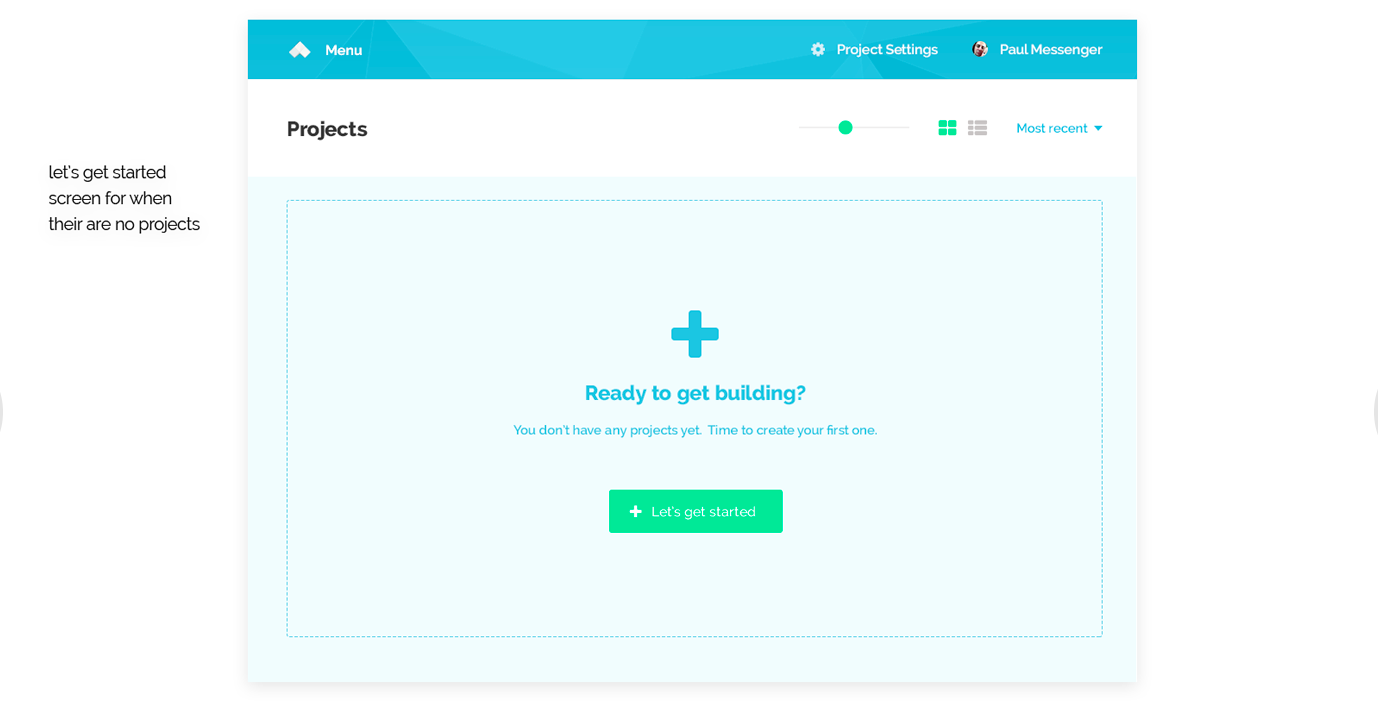 Menu
Project Settings
Paul Messenger
Projects
Most recent
let's get started
screen for when
their are no projects
Ready to get building?
You don't have any projects yet. Time to create your first one.
Let's get started